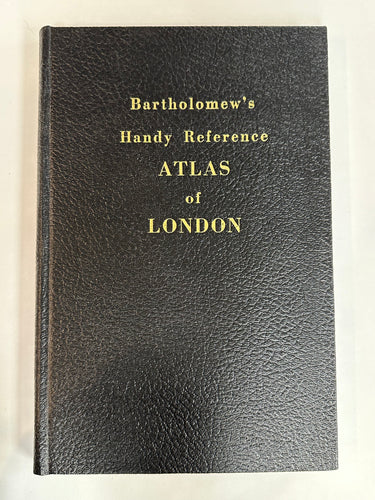 Bartholomew's
Handy Reference
ATLAS
of
LONDON